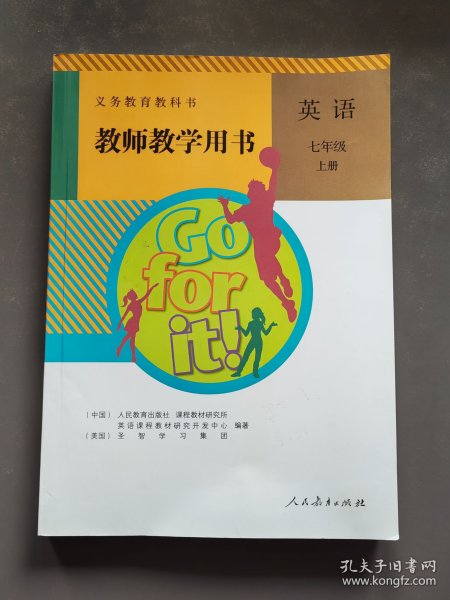 义务教育教科书
教师教学用书
英语
七年级
上册
Go
for
it!
(中国) 人民教育出版社 课程教材研究所
英语课程教材研究开发中心 编著
(美国) 圣智学习集团
人民教育出版社
孔夫子旧书网
www.kongfz.com